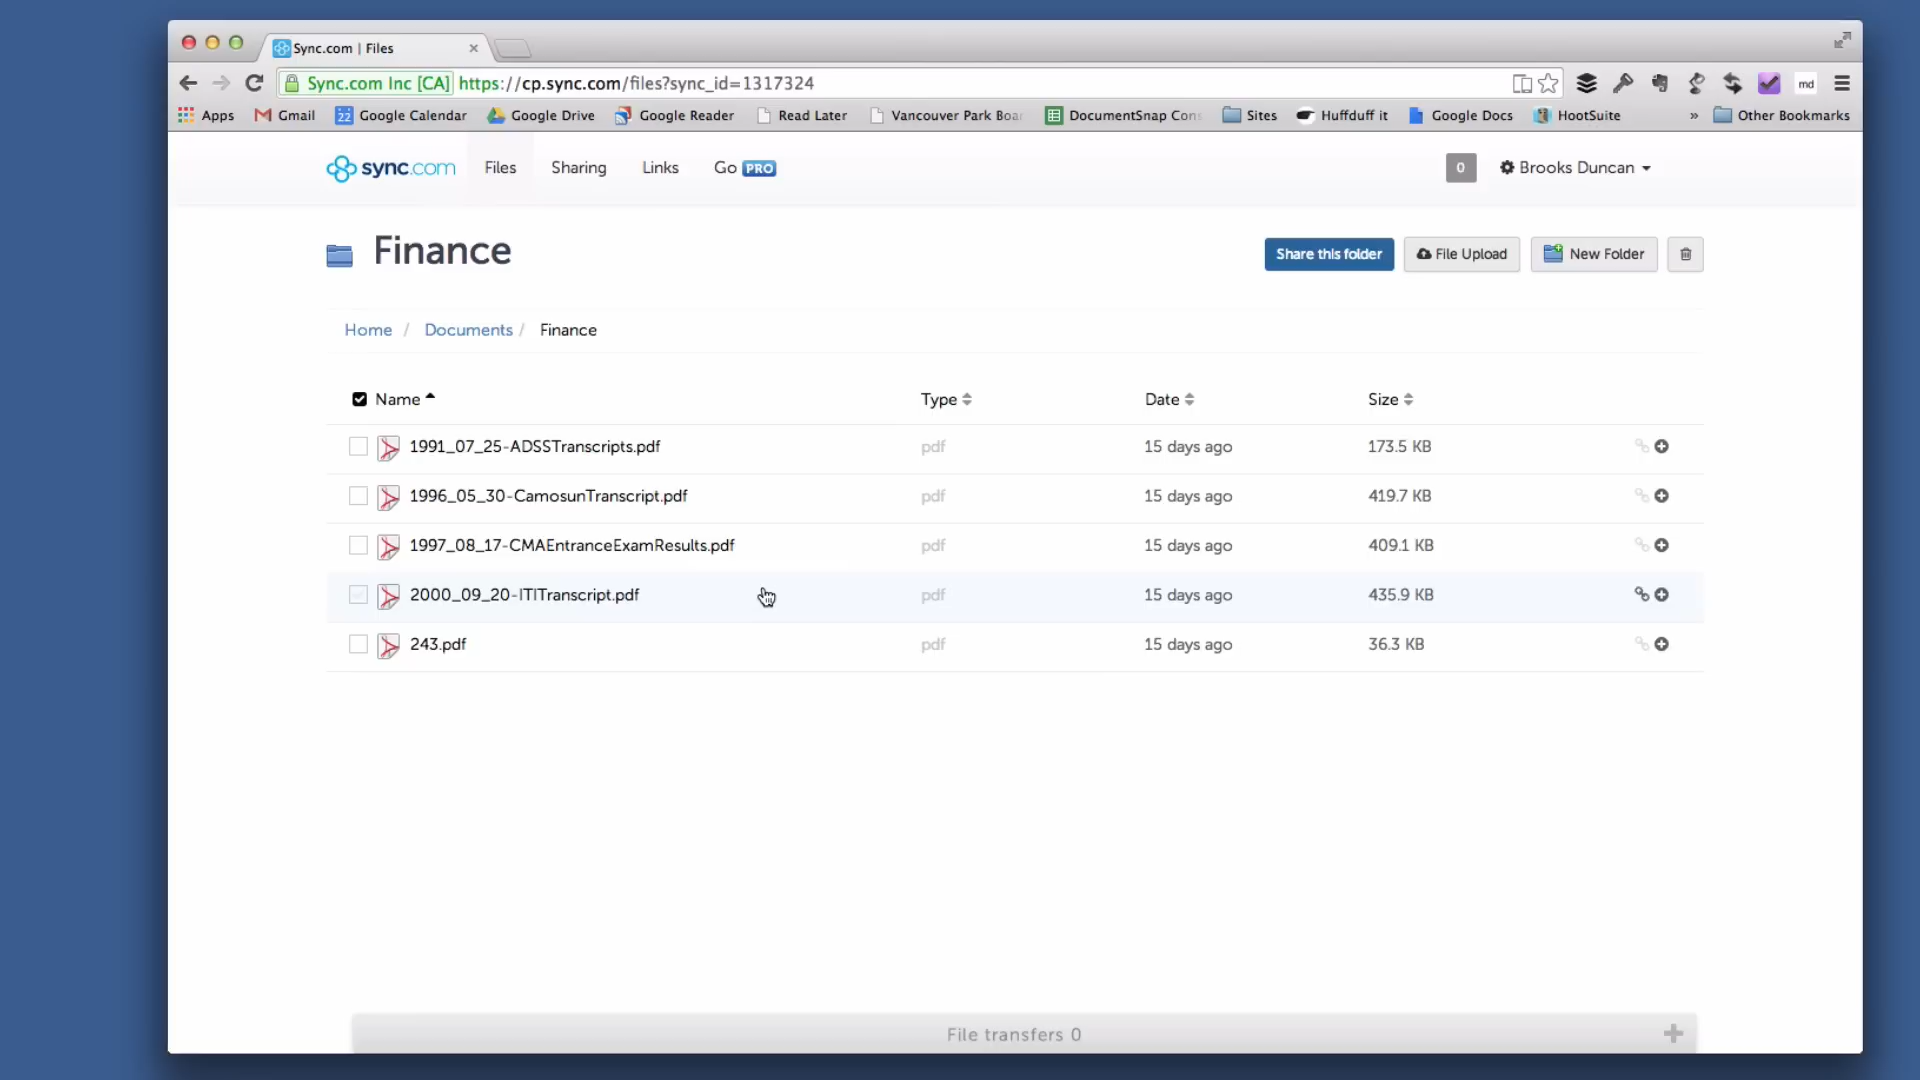 Sync.com | Files
Sync.com Inc [CA] https://cp.sync.com/files?sync_id=1317324
md
Apps Gmail 22 Google Calendar Google Drive Google Reader Read Later Vancouver Park Boar DocumentSnap Cons Sites Huffduff it Google Docs HootSuite » Other Bookmarks
sync.com Files Sharing Links Go PRO 0 Brooks Duncan
Finance Share this folder File Upload New Folder
Home / Documents / Finance
Name Type Date Size
1991_07_25-ADSSTranscripts.pdf pdf 15 days ago 173.5 KB
1996_05_30-CamosunTranscript.pdf pdf 15 days ago 419.7 KB
1997_08_17-CMAEntranceExamResults.pdf pdf 15 days ago 409.1 KB
2000_09_20-ITITranscript.pdf pdf 15 days ago 435.9 KB
243.pdf pdf 15 days ago 36.3 KB
File transfers 0